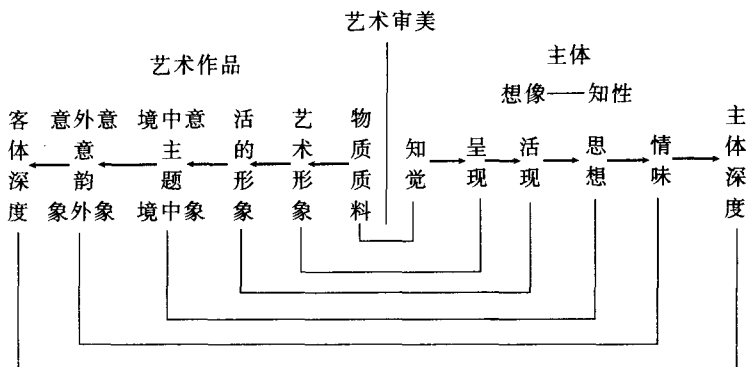 艺术审美
艺术作品
主体
想像——知性
客体深度
意外意
意韵
象外象
境中意
主题
境中象
活的形象
艺术形象
物质质料
知觉
呈现
活现
思想
情味
主体深度